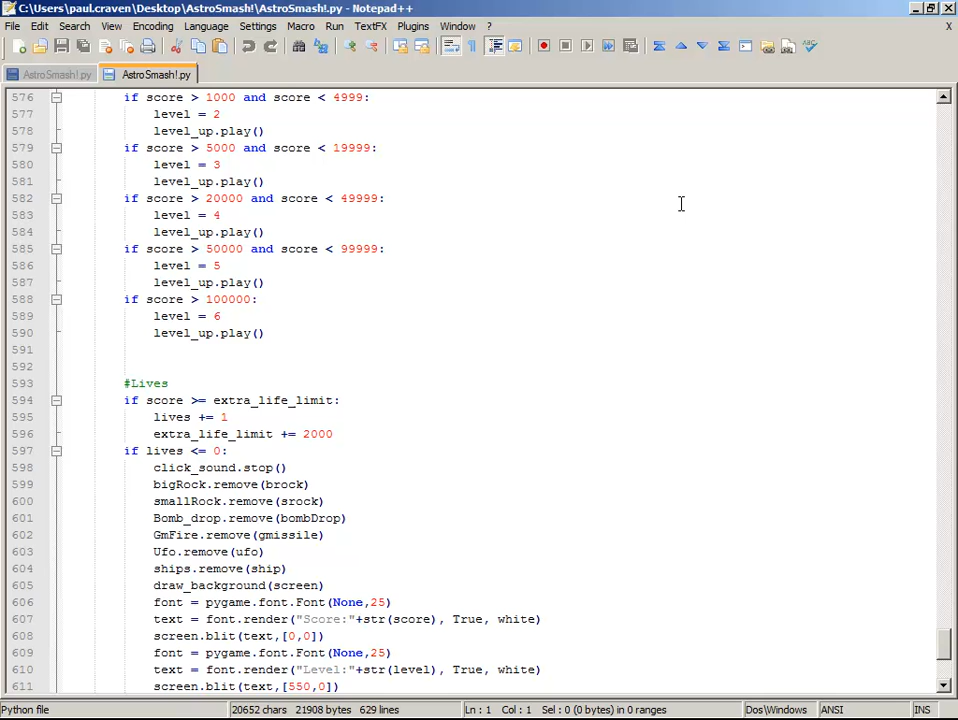 C:\Users\paul.craven\Desktop\AstroSmash!\AstroSmash!.py - Notepad++
File Edit Search View Encoding Language Settings Macro Run TextFX Plugins Window ? X
AstroSmash!.py AstroSmash!.py
576 if score > 1000 and score < 4999:
577 level = 2
578 level_up.play()
579 if score > 5000 and score < 19999:
580 level = 3
581 level_up.play()
582 if score > 20000 and score < 49999:
583 level = 4
584 level_up.play()
585 if score > 50000 and score < 99999:
586 level = 5
587 level_up.play()
588 if score > 100000:
589 level = 6
590 level_up.play()
591
592
593 #Lives
594 if score >= extra_life_limit:
595 lives += 1
596 extra_life_limit += 2000
597 if lives <= 0:
598 click_sound.stop()
599 bigRock.remove(brock)
600 smallRock.remove(srock)
601 Bomb_drop.remove(bombDrop)
602 GmFire.remove(gmissile)
603 Ufo.remove(ufo)
604 ships.remove(ship)
605 draw_background(screen)
606 font = pygame.font.Font(None,25)
607 text = font.render("Score:"+str(score), True, white)
608 screen.blit(text,[0,0])
609 font = pygame.font.Font(None,25)
610 text = font.render("Level:"+str(level), True, white)
611 screen.blit(text,[550,0])
Python file 20652 chars 21908 bytes 629 lines Ln : 1 Col : 1 Sel : 0 (0 bytes) in 0 ranges Dos\Windows ANSI INS